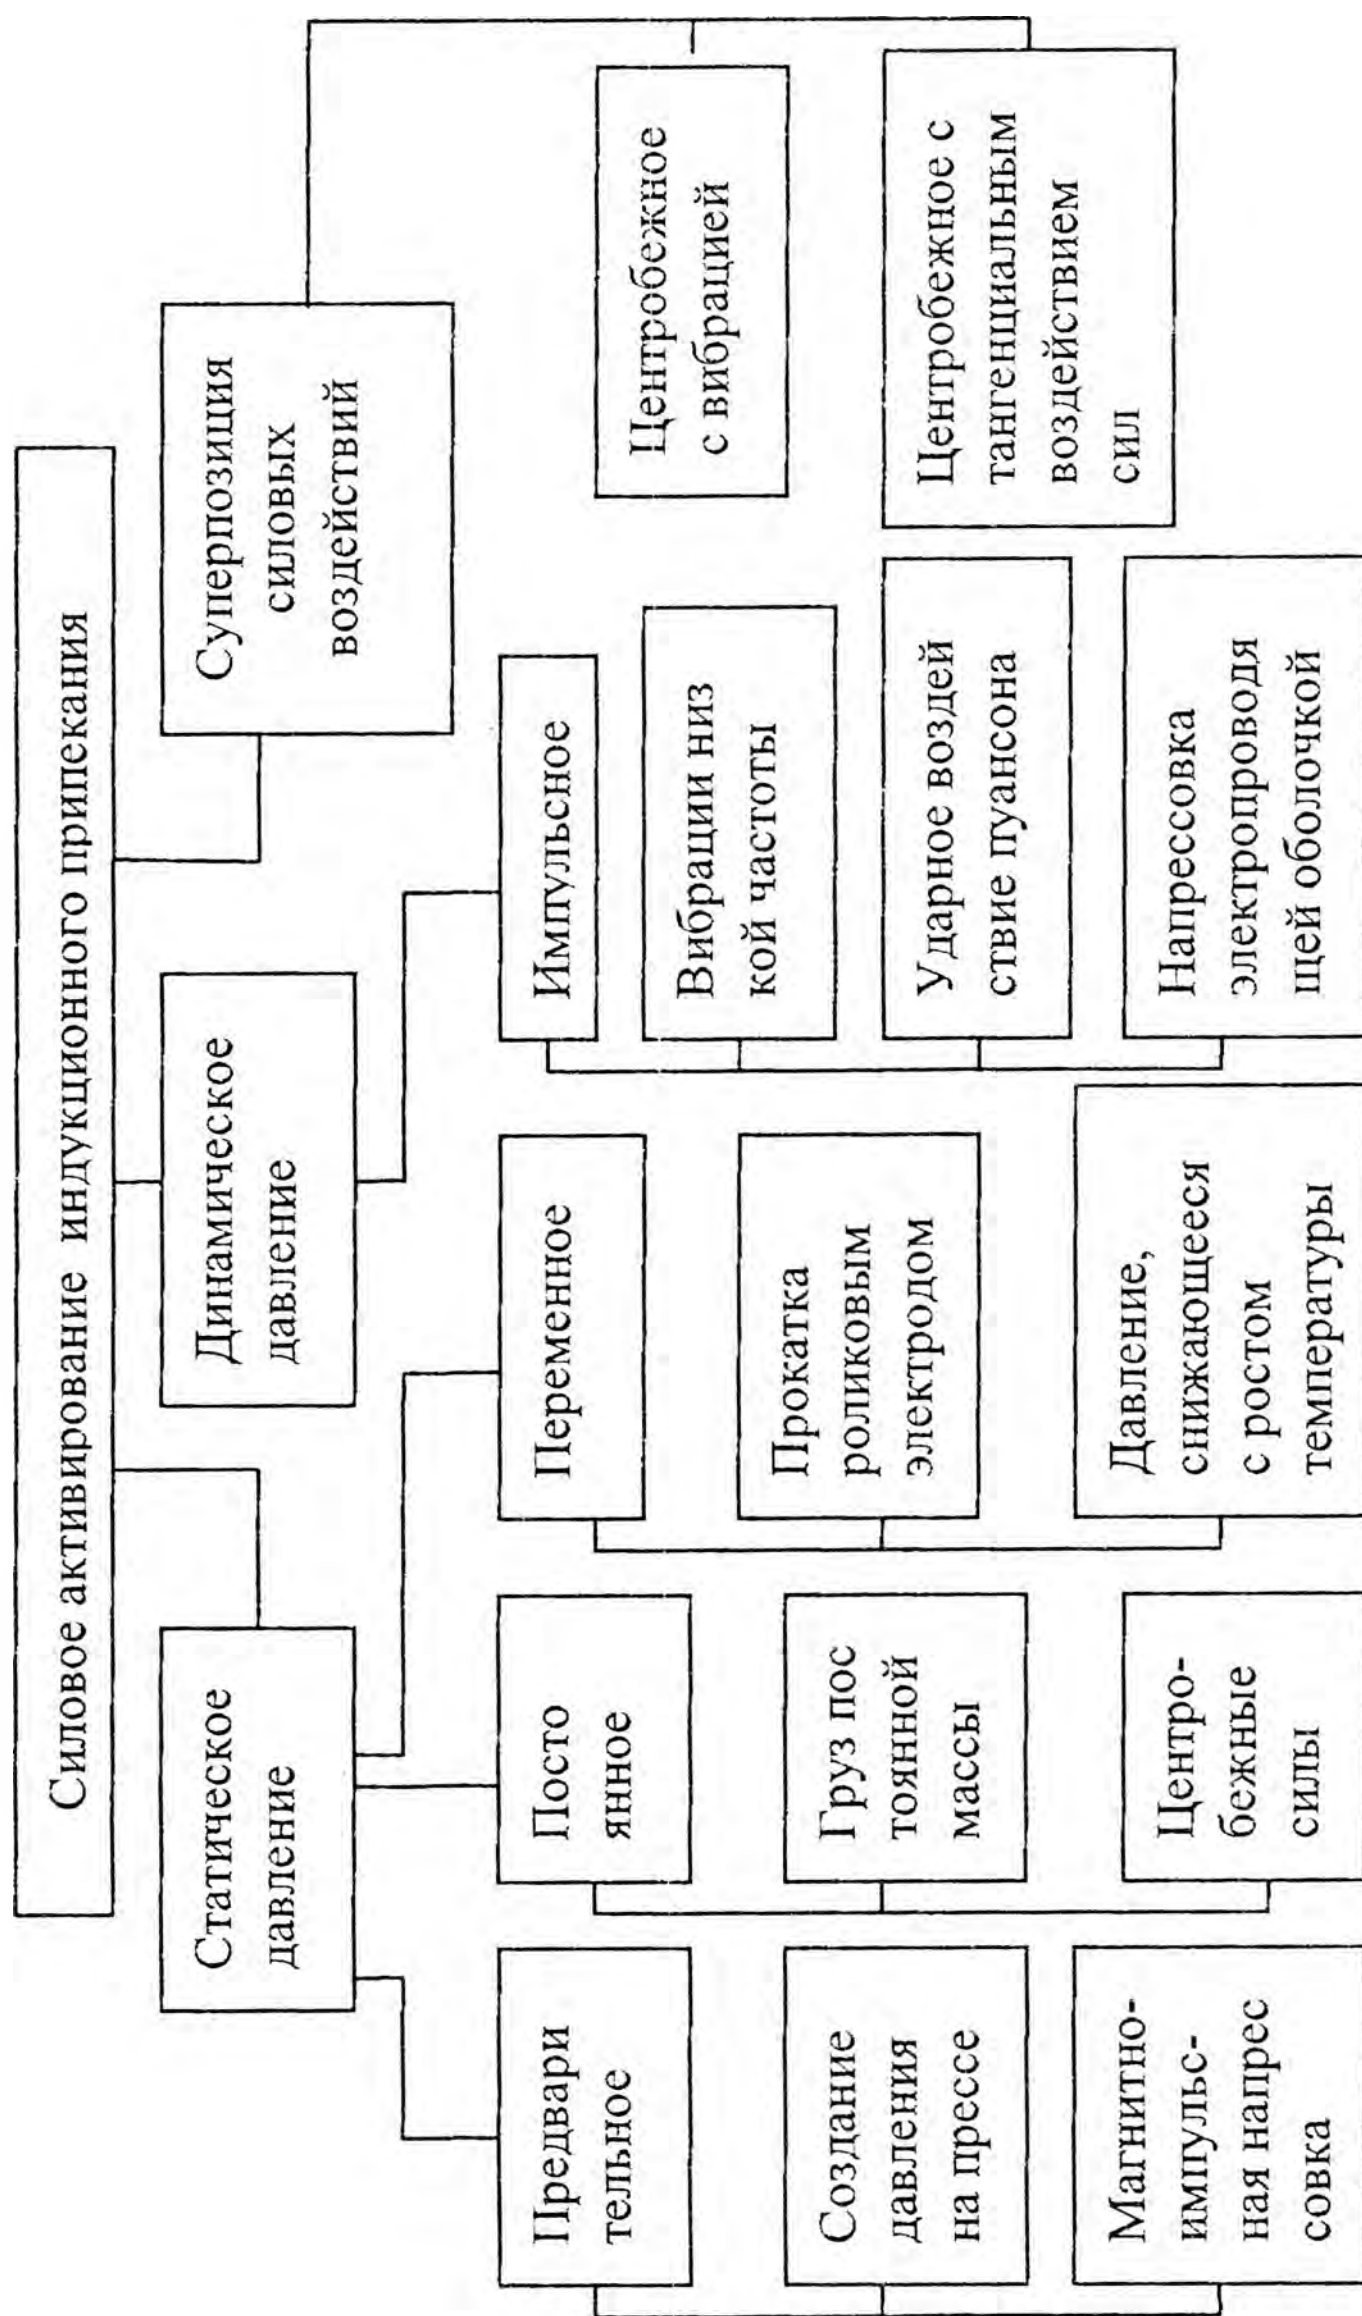 Силовое активирование индукционного припекания
Статическое
давление
Динамическое
давление
Суперпозиция
силовых
воздействий
Предвари
тельное
Посто
янное
Переменное
Импульсное
Создание
давления
на прессе
Магнитно-
импульс-
ная напрес
совка
Груз пос
тоянной
массы
Центро-
бежные
силы
Прокатка
роликовым
электродом
Давление,
снижающееся
с ростом
температуры
Вибрации низ
кой частоты
Ударное воздей
ствие пуансона
Напрессовка
электропроводя
щей оболочкой
Центробежное
с вибрацией
Центробежное с
тангенциальным
воздействием
сил